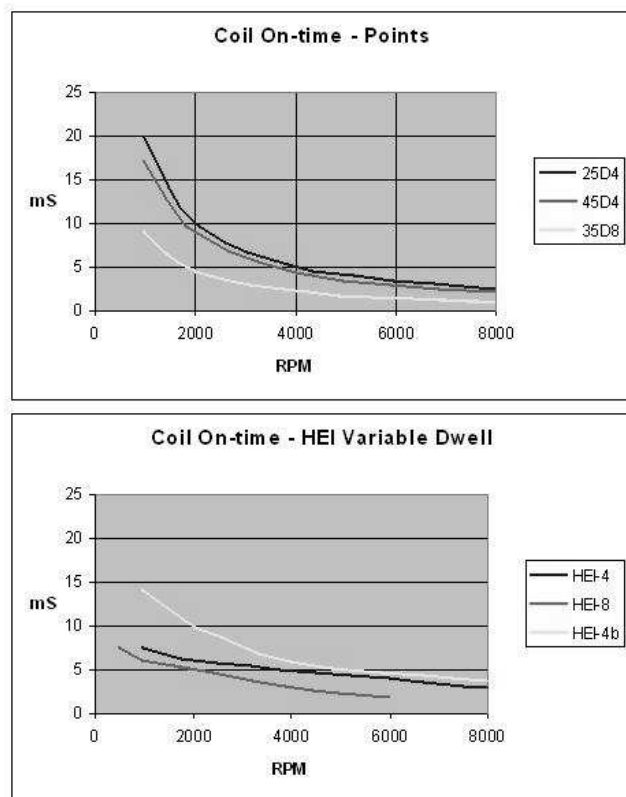 Coil On-time - Points
25
20
15
10
5
0
mS
0 2000 4000 6000 8000
RPM
25D4
45D4
35D8
Coil On-time - HEI Variable Dwell
25
20
15
10
5
0
mS
0 2000 4000 6000 8000
RPM
HEI-4
HEI-8
HEI-4b